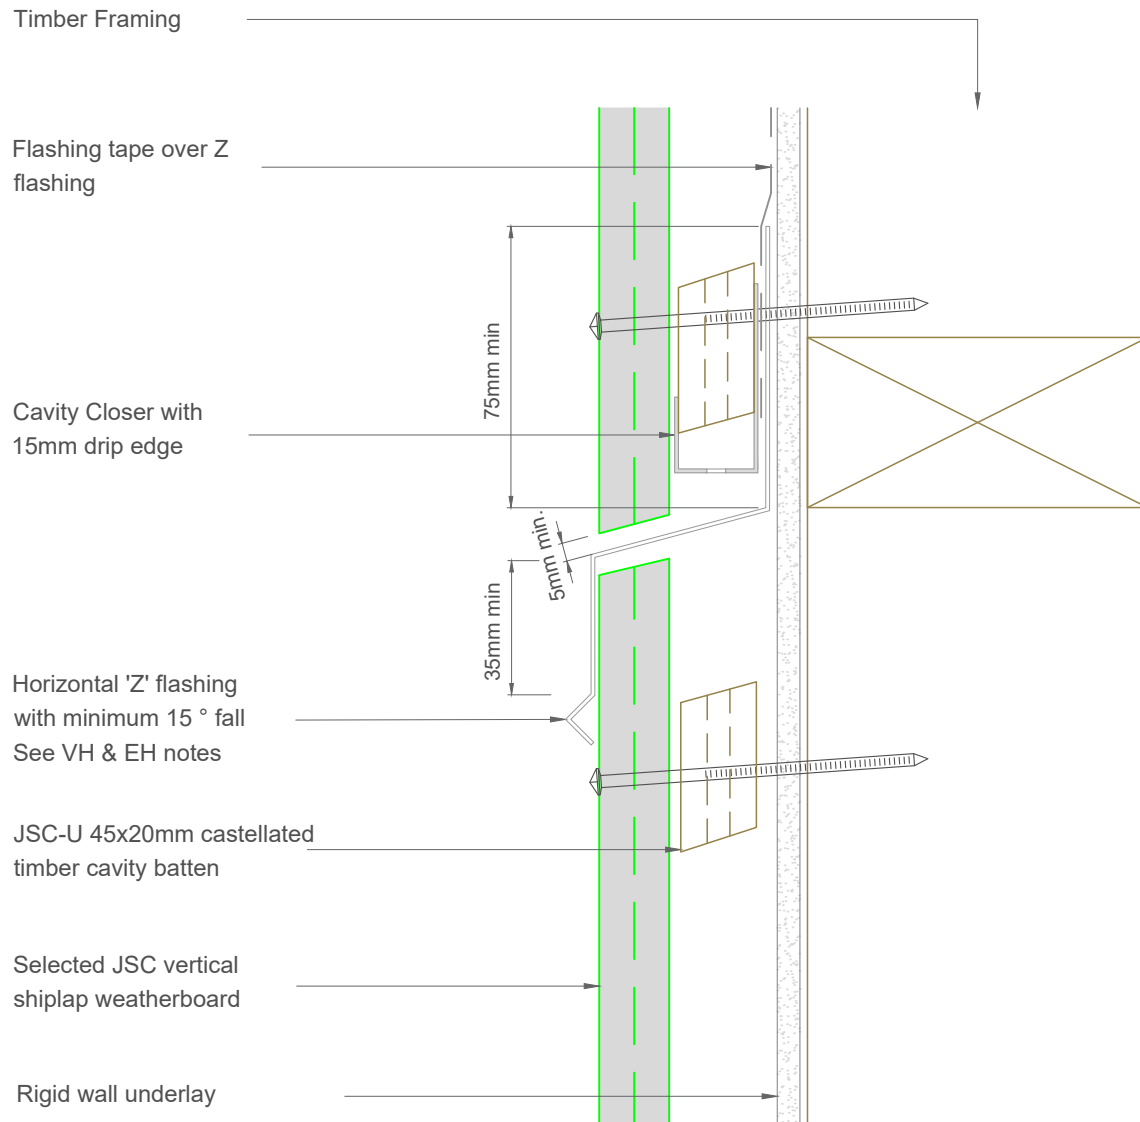 Timber Framing
Flashing tape over Z
flashing
75mm min
Cavity Closer with
15mm drip edge
5mm min.
35mm min
Horizontal 'Z' flashing
with minimum 15 ° fall
See VH & EH notes
JSC-U 45x20mm castellated
timber cavity batten
Selected JSC vertical
shiplap weatherboard
Rigid wall underlay